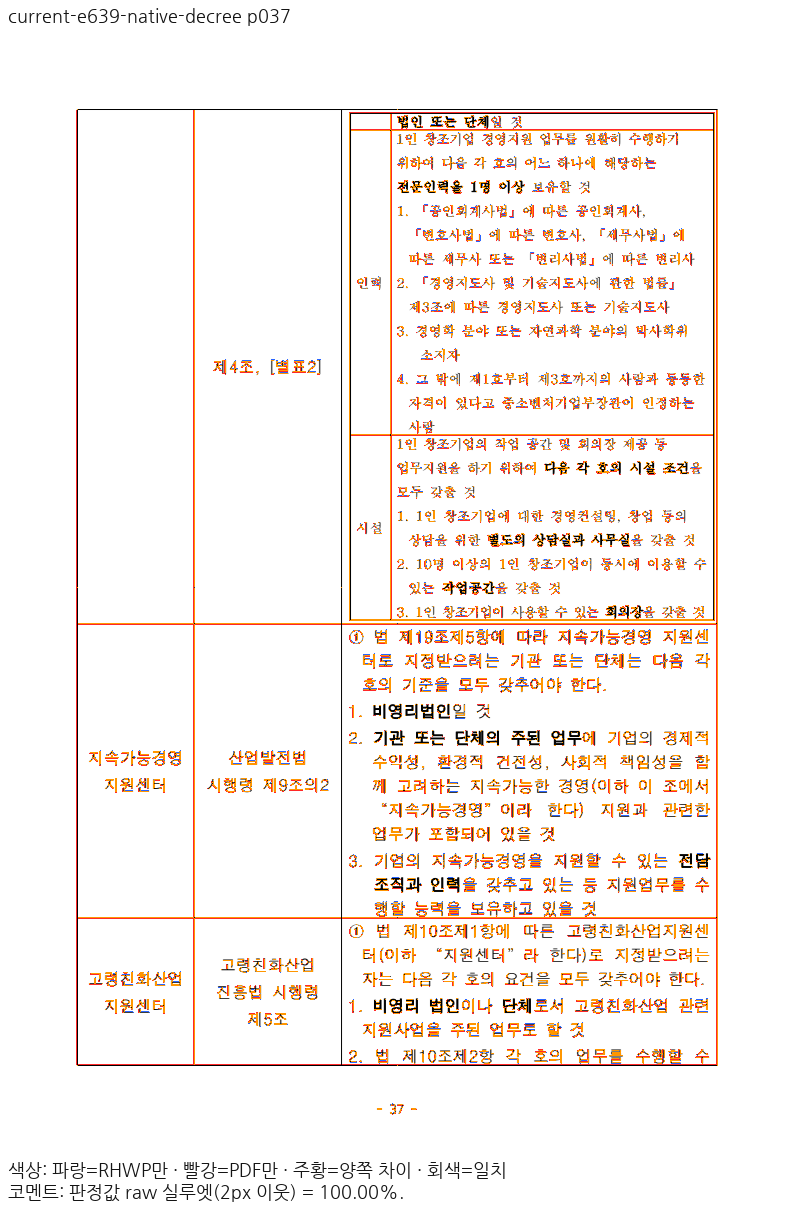 current-e639-native-decree p037
법인 또는 단체일 것
1인 창조기업 경영지원 업무를 원활히 수행하기
위하여 다음 각 호의 어느 하나에 해당하는
전문인력을 1명 이상 보유할 것
1. 「공인회계사법」에 따른 공인회계사,
「변호사법」에 따른 변호사, 「세무사법」에
따른 세무사 또는 「변리사법」에 따른 변리사
인력
2. 「경영지도사 및 기술지도사에 관한 법률」
제3조에 따른 경영지도사 또는 기술지도사
3. 경영학 분야 또는 자연과학 분야의 박사학위
소지자
제4조, [별표2]
4. 그 밖에 제1호부터 제3호까지의 사람과 동등한
자격이 있다고 중소벤처기업부장관이 인정하는
사람
1인 창조기업의 작업 공간 및 회의장 제공 등
업무지원을 하기 위하여 다음 각 호의 시설 조건을
모두 갖출 것
시설
1. 1인 창조기업에 대한 경영컨설팅, 창업 등의
상담을 위한 별도의 상담실과 사무실을 갖출 것
2. 10명 이상의 1인 창조기업이 동시에 이용할 수
있는 작업공간을 갖출 것
3. 1인 창조기업이 사용할 수 있는 회의장을 갖출 것
지속가능경영
지원센터
산업발전법
시행령 제9조의2
① 법 제19조제5항에 따라 지속가능경영 지원센
터로 지정받으려는 기관 또는 단체는 다음 각
호의 기준을 모두 갖추어야 한다.
1. 비영리법인일 것
2. 기관 또는 단체의 주된 업무에 기업의 경제적
수익성, 환경적 건전성, 사회적 책임성을 함
께 고려하는 지속가능한 경영(이하 이 조에서
“지속가능경영”이라 한다) 지원과 관련한
업무가 포함되어 있을 것
3. 기업의 지속가능경영을 지원할 수 있는 전담
조직과 인력을 갖추고 있는 등 지원업무를 수
행할 능력을 보유하고 있을 것
고령친화산업
지원센터
고령친화산업
진흥법 시행령
제5조
① 법 제10조제1항에 따른 고령친화산업지원센
터(이하 “지원센터”라 한다)로 지정받으려는
자는 다음 각 호의 요건을 모두 갖추어야 한다.
1. 비영리 법인이나 단체로서 고령친화산업 관련
지원사업을 주된 업무로 할 것
2. 법 제10조제2항 각 호의 업무를 수행할 수
- 37 -
색상: 파랑=RHWP만 · 빨강=PDF만 · 주황=양쪽 차이 · 회색=일치
코멘트: 판정값 raw 실루엣(2px 이웃) = 100.00%.